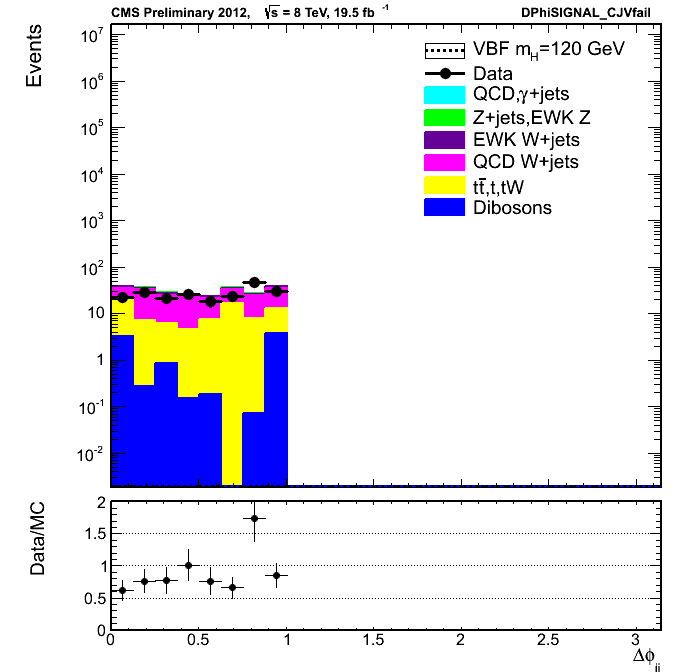 CMS Preliminary 2012, √s = 8 TeV, 19.5 fb⁻¹ DPhiSIGNAL_CJVfail
Events
10⁷
10⁶
10⁵
10⁴
10³
10²
10
1
10⁻¹
10⁻²
VBF m_H=120 GeV
Data
QCD,γ+jets
Z+jets,EWK Z
EWK W+jets
QCD W+jets
tt̄,t,tW
Dibosons
Data/MC
2
1.5
1
0.5
0
0 0.5 1 1.5 2 2.5 3
Δϕ_jj